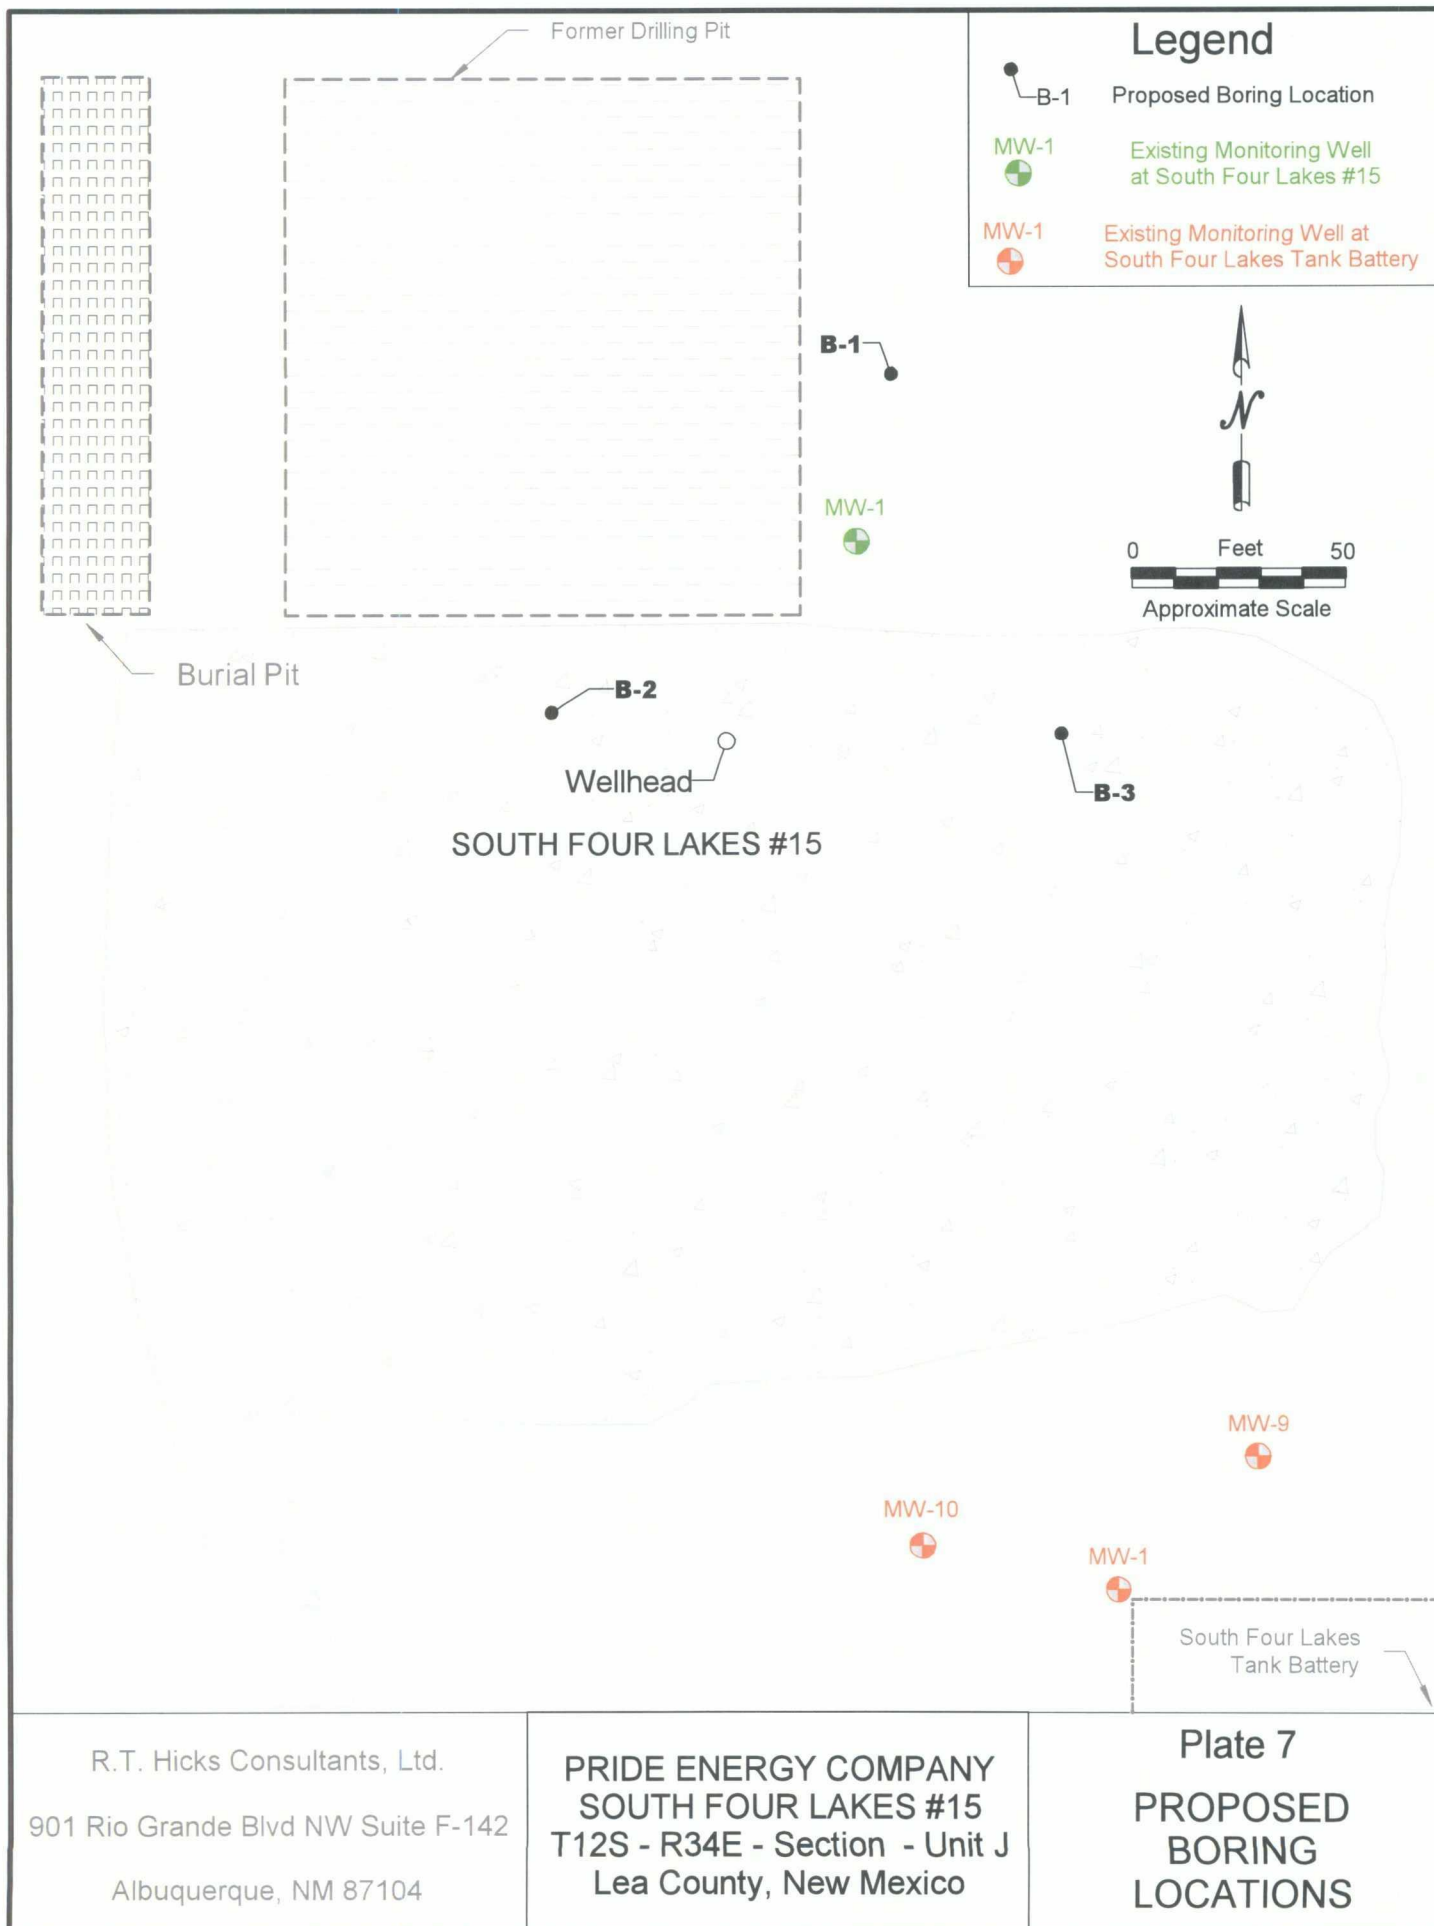 Former Drilling Pit
Legend
B-1 Proposed Boring Location
MW-1
Existing Monitoring Well
at South Four Lakes #15
MW-1
Existing Monitoring Well at
South Four Lakes Tank Battery
B-1
N
MW-1
0 Feet 50
Approximate Scale
Burial Pit
B-2
Wellhead
B-3
SOUTH FOUR LAKES #15
MW-9
MW-10
MW-1
South Four Lakes
Tank Battery
R.T. Hicks Consultants, Ltd.
901 Rio Grande Blvd NW Suite F-142
Albuquerque, NM 87104
PRIDE ENERGY COMPANY
SOUTH FOUR LAKES #15
T12S - R34E - Section - Unit J
Lea County, New Mexico
Plate 7
PROPOSED
BORING
LOCATIONS